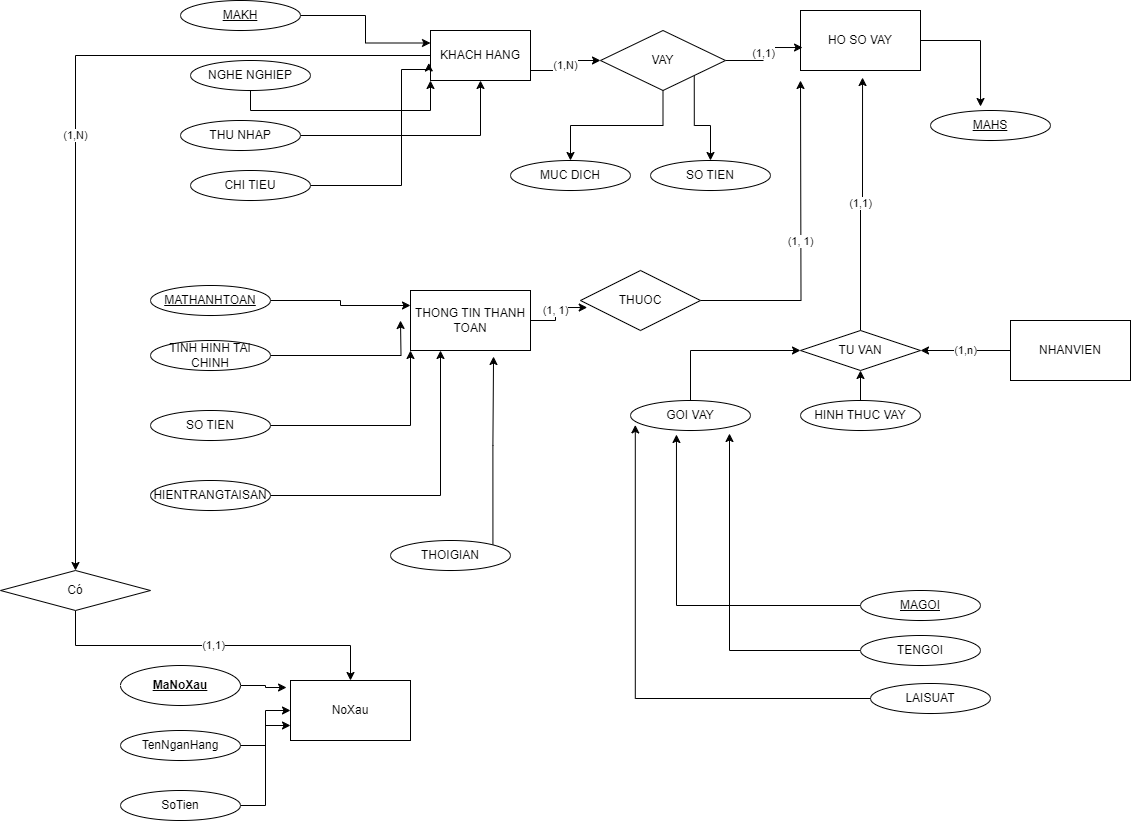 MAKH
KHACH HANG
(1,N)
VAY
(1,1)
HO SO VAY
NGHE NGHIEP
MAHS
THU NHAP
(1,N)
CHI TIEU
MUC DICH
SO TIEN
(1,1)
(1, 1)
MATHANHTOAN
THONG TIN THANH
TOAN
(1, 1)
THUOC
TINH HINH TAI
CHINH
TU VAN
(1,n)
NHANVIEN
SO TIEN
GOI VAY
HINH THUC VAY
HIENTRANGTAISAN
THOIGIAN
Có
MAGOI
(1,1)
TENGOI
MaNoXau
NoXau
LAISUAT
TenNganHang
SoTien